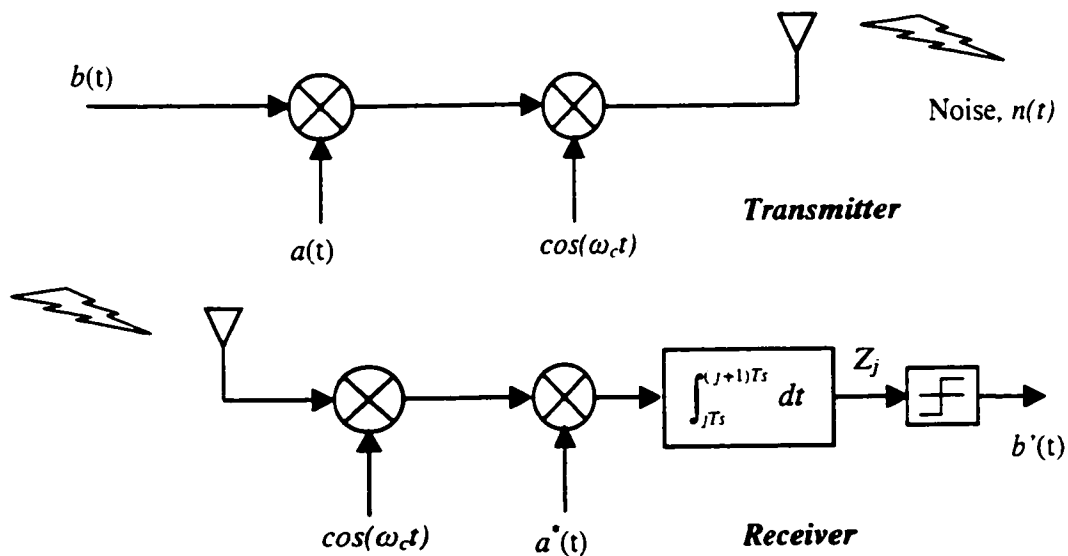 b(t)
Noise, n(t)
Transmitter
a(t)
cos(ω_c t)
∫_{jTs}^{(j+1)Ts} dt
Z_j
b'(t)
cos(ω_c t)
a*(t)
Receiver